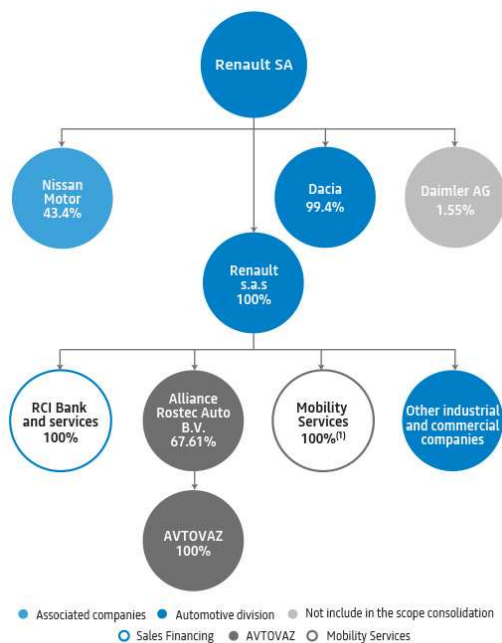 Renault SA
Nissan
Motor
43.4%
Dacia
99.4%
Daimler AG
1.55%
Renault
s.a.s
100%
RCI Bank
and services
100%
Alliance
Rostec Auto
B.V.
67.61%
Mobility
Services
100%(1)
Other industrial
and commercial
companies
AVTOVAZ
100%
Associated companies
Automotive division
Not include in the scope consolidation
Sales Financing
AVTOVAZ
Mobility Services